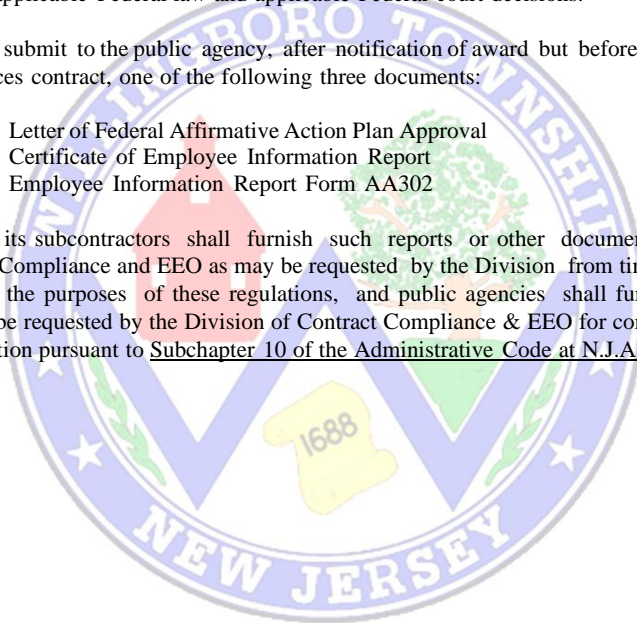 applicable Federal law and applicable Federal court decisions.
submit to the public agency, after notification of award but before
ces contract, one of the following three documents:
Letter of Federal Affirmative Action Plan Approval
Certificate of Employee Information Report
Employee Information Report Form AA302
its subcontractors shall furnish such reports or other documen
Compliance and EEO as may be requested by the Division from tim
the purposes of these regulations, and public agencies shall fur
be requested by the Division of Contract Compliance & EEO for co
tion pursuant to Subchapter 10 of the Administrative Code at N.J.A
WILLINGBORO TOWNSHIP
1688
NEW JERSEY